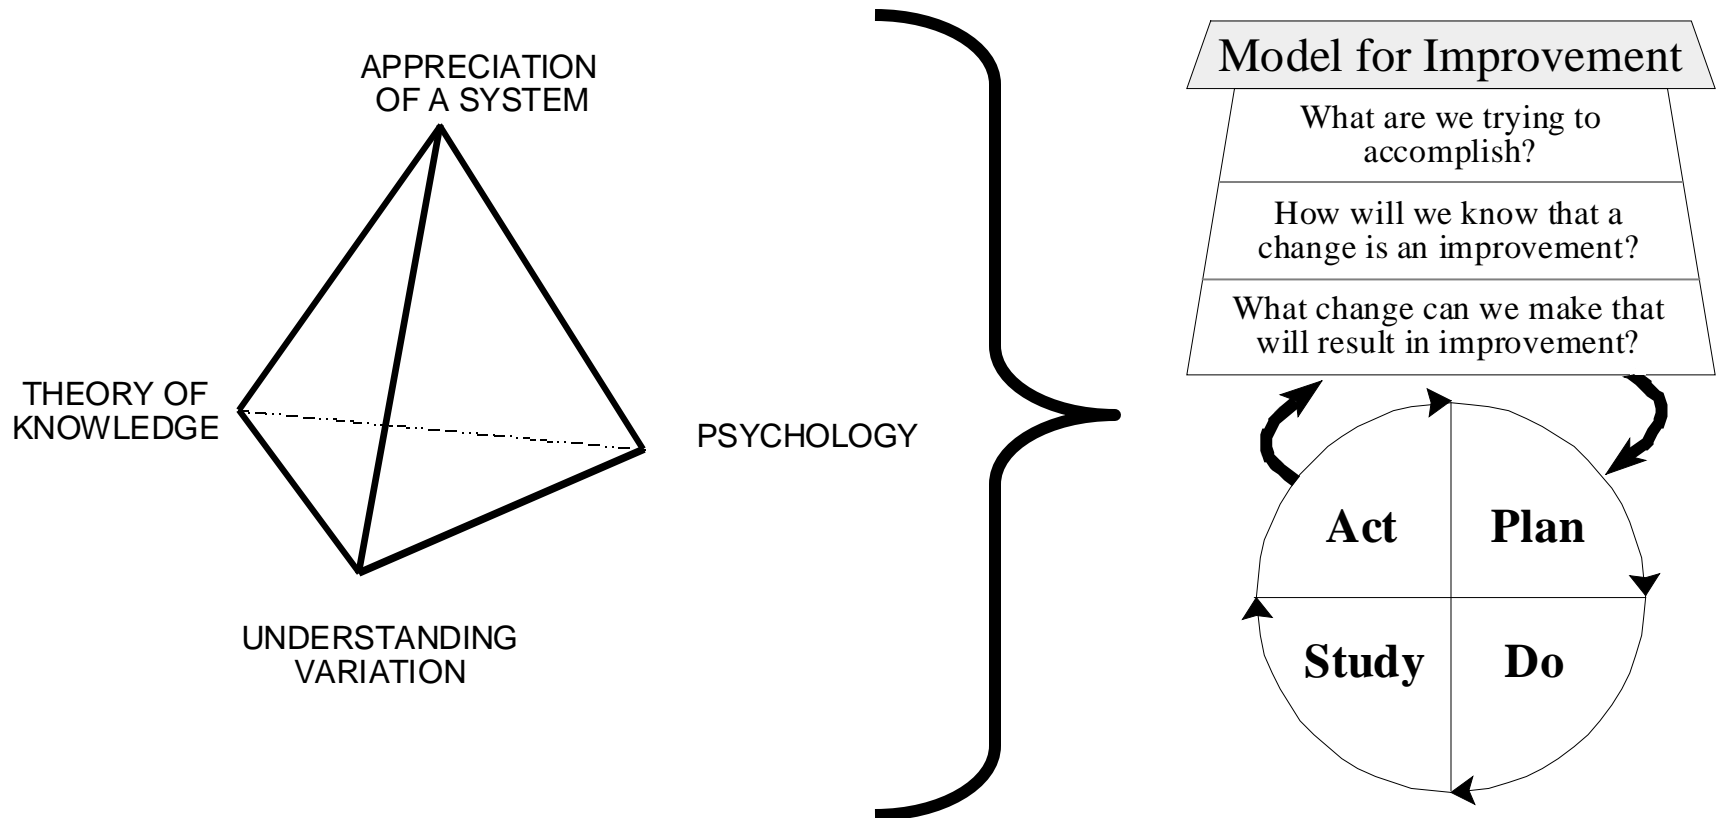 APPRECIATION
OF A SYSTEM
THEORY OF
KNOWLEDGE
PSYCHOLOGY
UNDERSTANDING
VARIATION
Model for Improvement
What are we trying to
accomplish?
How will we know that a
change is an improvement?
What change can we make that
will result in improvement?
Act
Plan
Study
Do